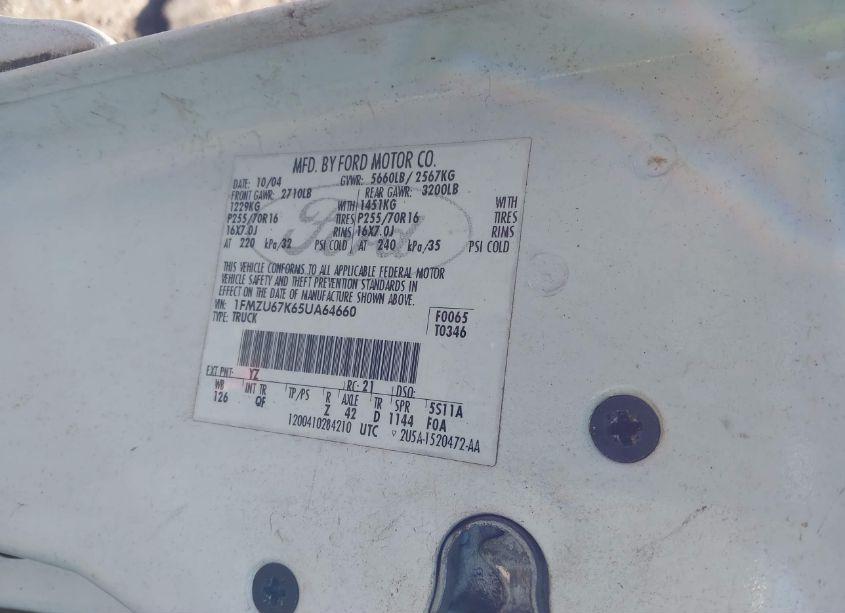 MFD. BY FORD MOTOR CO.
DATE: 10/04 GVWR: 5660LB / 2567KG
FRONT GAWR: 2710LB REAR GAWR: 3200LB
1229KG WITH 1451KG WITH
P255/70R16 TIRES P255/70R16 TIRES
16X7.0J RIMS 16X7.0J RIMS
AT 220 kPa/32 PSI COLD AT 240 kPa/35 PSI COLD
Ford
THIS VEHICLE CONFORMS TO ALL APPLICABLE FEDERAL MOTOR
VEHICLE SAFETY AND THEFT PREVENTION STANDARDS IN
EFFECT ON THE DATE OF MANUFACTURE SHOWN ABOVE.
VIN: 1FMZU67K65UA64660 F0065
TYPE: TRUCK T0346
EXT PNT: YZ RC: 21 DSO:
WB INT TR TP/PS R AXLE TR SPR 5S11A
126 QF Z 42 D 1144 F0A
1200410284210 UTC 2U5A-1520472-AA